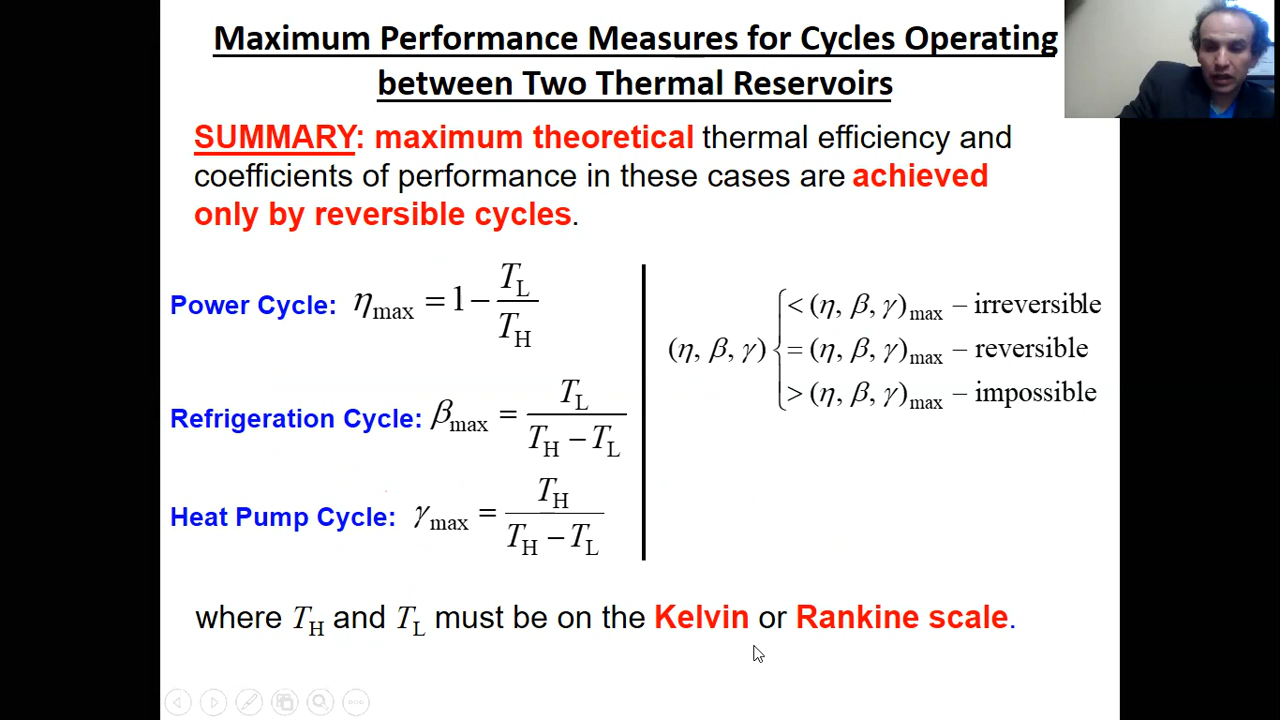 Maximum Performance Measures for Cycles Operating
between Two Thermal Reservoirs
SUMMARY: maximum theoretical thermal efficiency and
coefficients of performance in these cases are achieved
only by reversible cycles.
Power Cycle: η_max = 1 − T_L / T_H
Refrigeration Cycle: β_max = T_L / (T_H − T_L)
Heat Pump Cycle: γ_max = T_H / (T_H − T_L)
(η, β, γ) {
< (η, β, γ)_max − irreversible
= (η, β, γ)_max − reversible
> (η, β, γ)_max − impossible
where T_H and T_L must be on the Kelvin or Rankine scale.